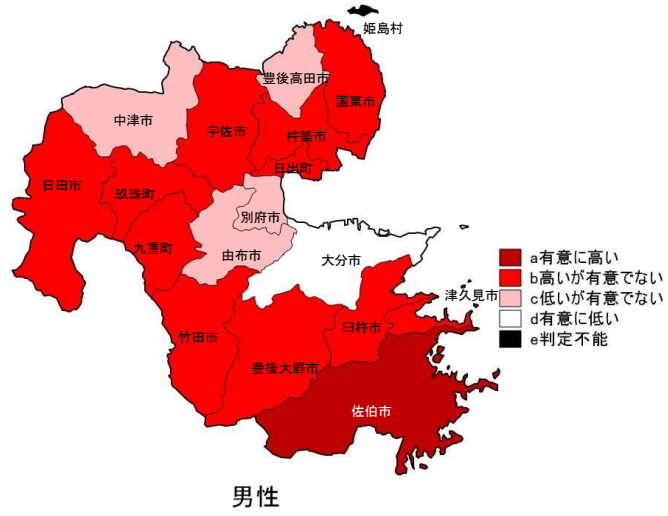 姫島村
豊後高田市
国東市
中津市
宇佐市
杵築市
日出町
日田市
玖珠町
別府市
九重町
由布市
大分市
津久見市
竹田市
臼杵市
豊後大野市
佐伯市
a有意に高い
b高いが有意でない
c低いが有意でない
d有意に低い
e判定不能
男性